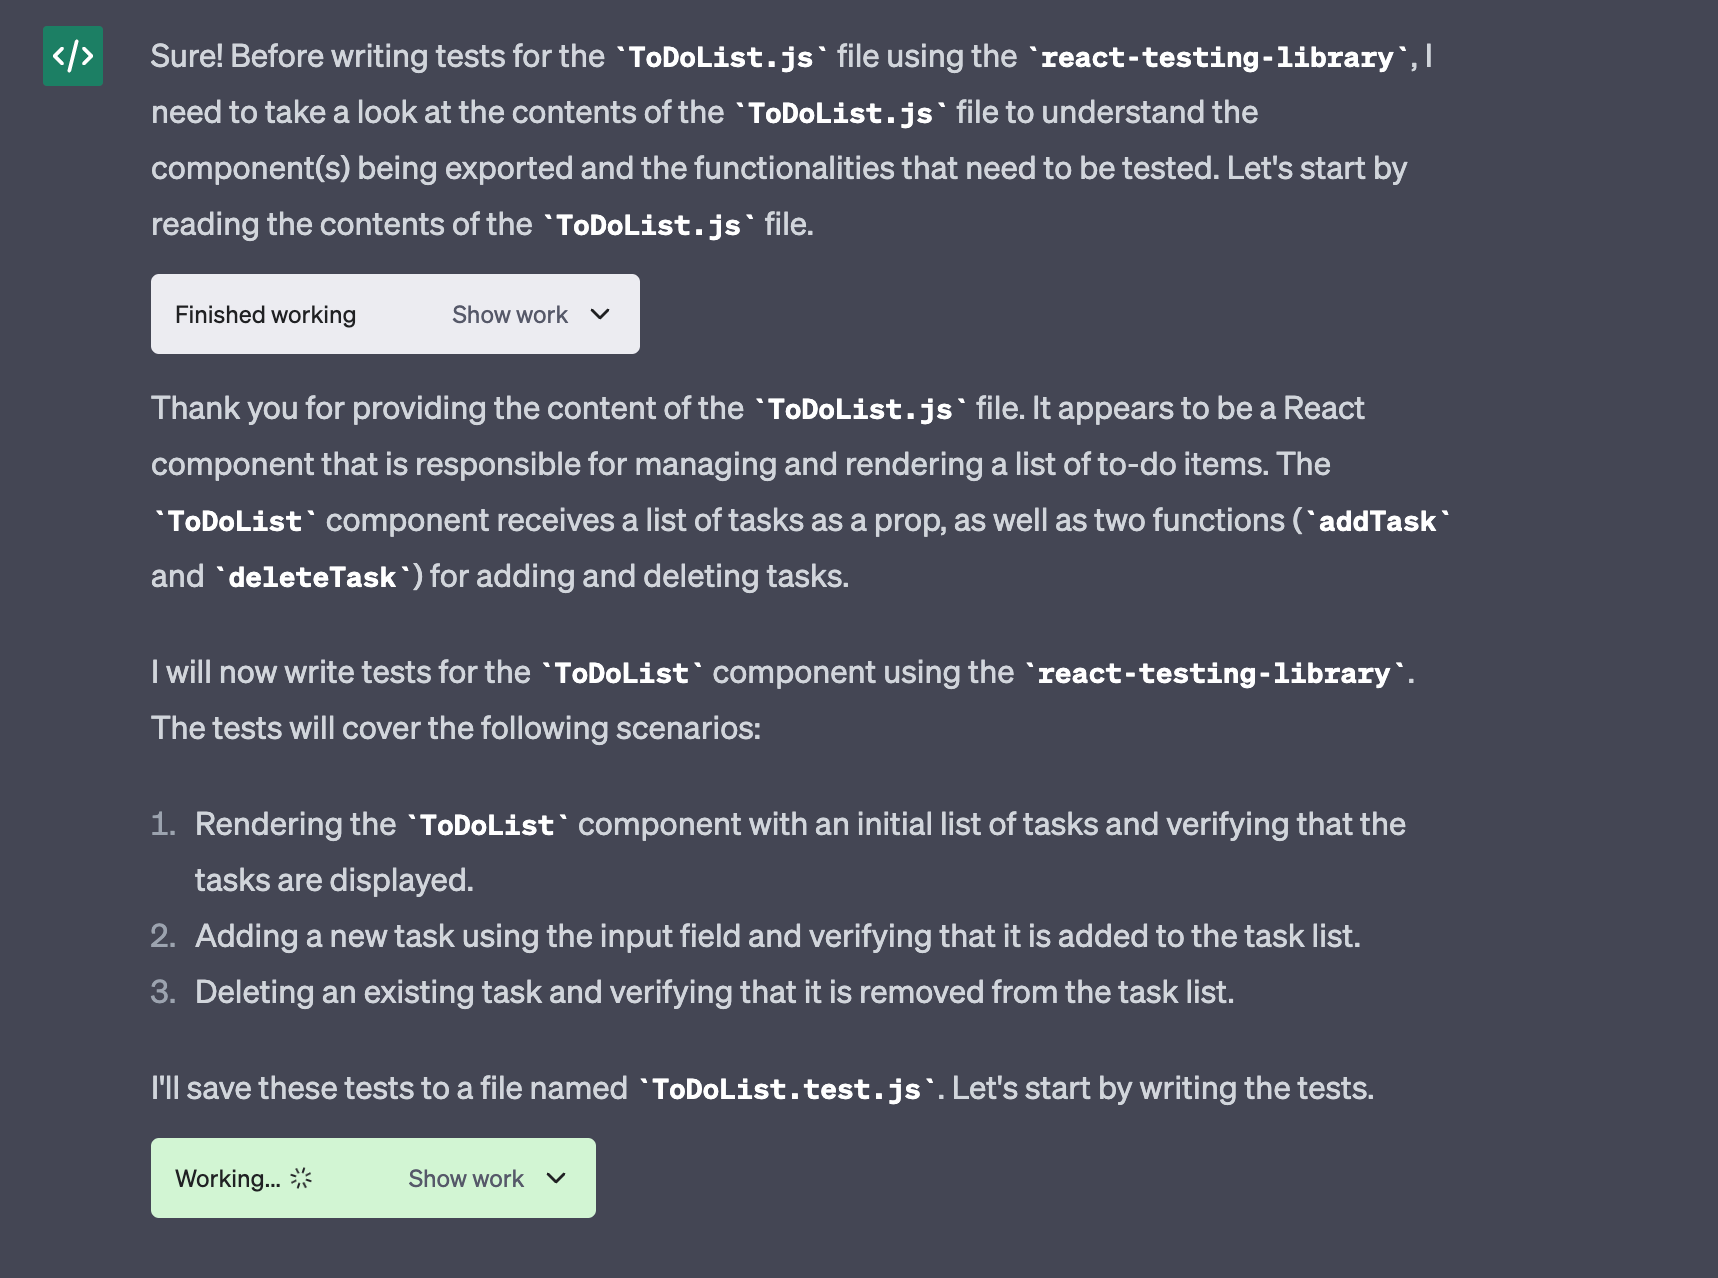 </>
Sure! Before writing tests for the `ToDoList.js` file using the `react-testing-library`, I
need to take a look at the contents of the `ToDoList.js` file to understand the
component(s) being exported and the functionalities that need to be tested. Let's start by
reading the contents of the `ToDoList.js` file.
Finished working Show work
Thank you for providing the content of the `ToDoList.js` file. It appears to be a React
component that is responsible for managing and rendering a list of to-do items. The
`ToDoList` component receives a list of tasks as a prop, as well as two functions (`addTask`
and `deleteTask`) for adding and deleting tasks.
I will now write tests for the `ToDoList` component using the `react-testing-library`.
The tests will cover the following scenarios:
1. Rendering the `ToDoList` component with an initial list of tasks and verifying that the
tasks are displayed.
2. Adding a new task using the input field and verifying that it is added to the task list.
3. Deleting an existing task and verifying that it is removed from the task list.
I'll save these tests to a file named `ToDoList.test.js`. Let's start by writing the tests.
Working... Show work